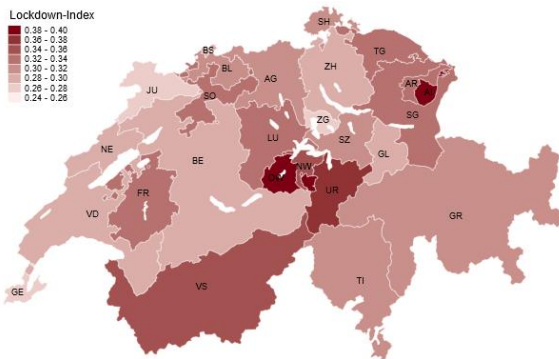 Lockdown-Index
0.38 - 0.40
0.36 - 0.38
0.34 - 0.36
0.32 - 0.34
0.30 - 0.32
0.28 - 0.30
0.26 - 0.28
0.24 - 0.26
SH
BS
BL
AG
ZH
TG
JU
SO
AR
AI
SG
ZG
LU
SZ
NE
BE
GL
NW
OW
UR
FR
VD
GR
GE
VS
TI